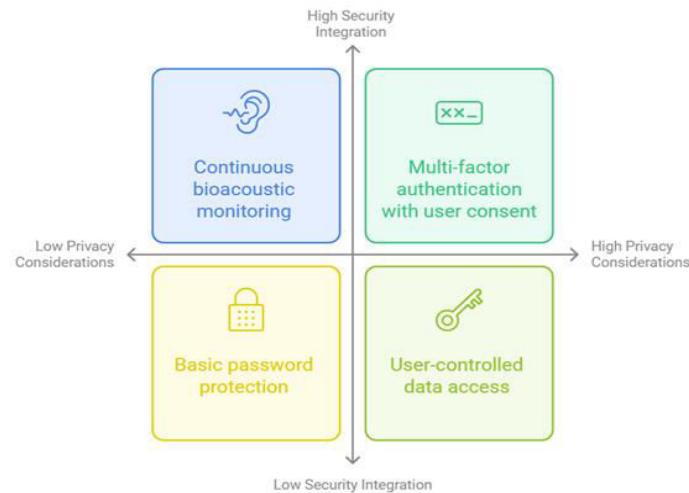 High Security
Integration
Continuous
bioacoustic
monitoring
××_
Multi-factor
authentication
with user consent
Low Privacy
Considerations
High Privacy
Considerations
Basic password
protection
User-controlled
data access
Low Security Integration